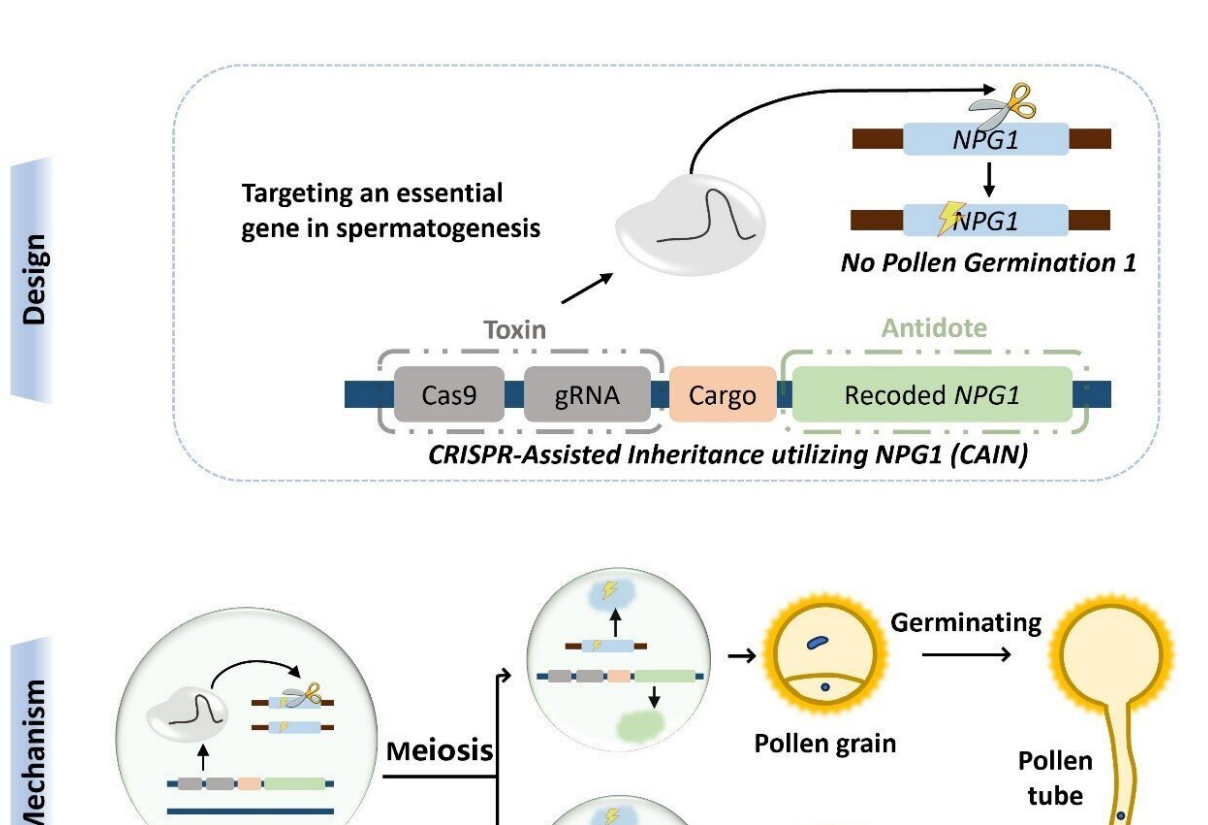 Design
Targeting an essential
gene in spermatogenesis
NPG1
NPG1
No Pollen Germination 1
Toxin
Antidote
Cas9
gRNA
Cargo
Recoded NPG1
CRISPR-Assisted Inheritance utilizing NPG1 (CAIN)
Mechanism
Meiosis
Germinating
Pollen grain
Pollen
tube